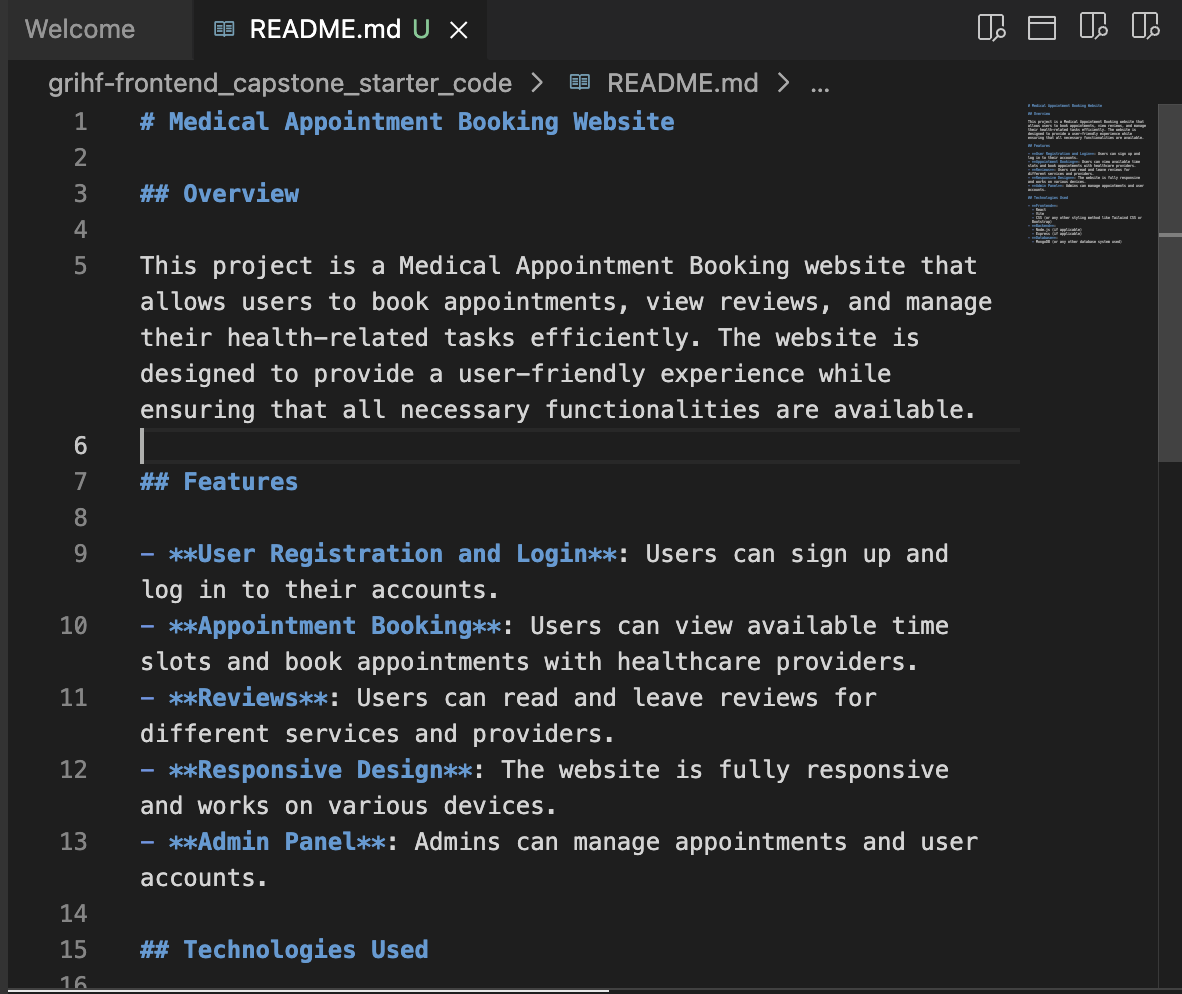 Welcome README.md U
grihf-frontend_capstone_starter_code > README.md > ...
1 # Medical Appointment Booking Website
2
3 ## Overview
4
5 This project is a Medical Appointment Booking website that
allows users to book appointments, view reviews, and manage
their health-related tasks efficiently. The website is
designed to provide a user-friendly experience while
ensuring that all necessary functionalities are available.
6
7 ## Features
8
9 - **User Registration and Login**: Users can sign up and
log in to their accounts.
10 - **Appointment Booking**: Users can view available time
slots and book appointments with healthcare providers.
11 - **Reviews**: Users can read and leave reviews for
different services and providers.
12 - **Responsive Design**: The website is fully responsive
and works on various devices.
13 - **Admin Panel**: Admins can manage appointments and user
accounts.
14
15 ## Technologies Used
16